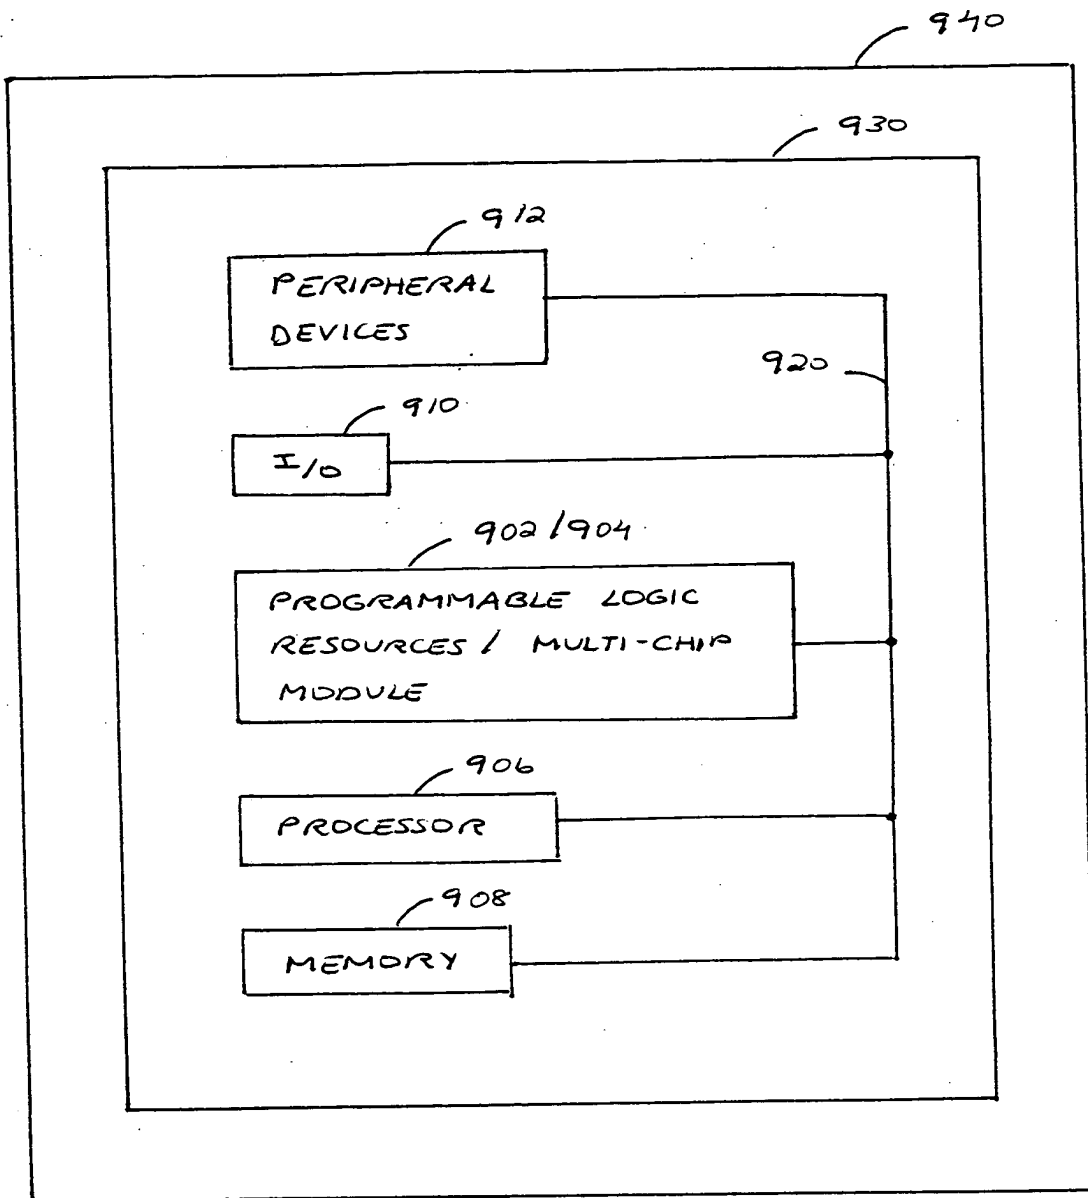 940
930
912
PERIPHERAL
DEVICES
920
910
I/O
902/904
PROGRAMMABLE LOGIC
RESOURCES / MULTI-CHIP
MODULE
906
PROCESSOR
908
MEMORY